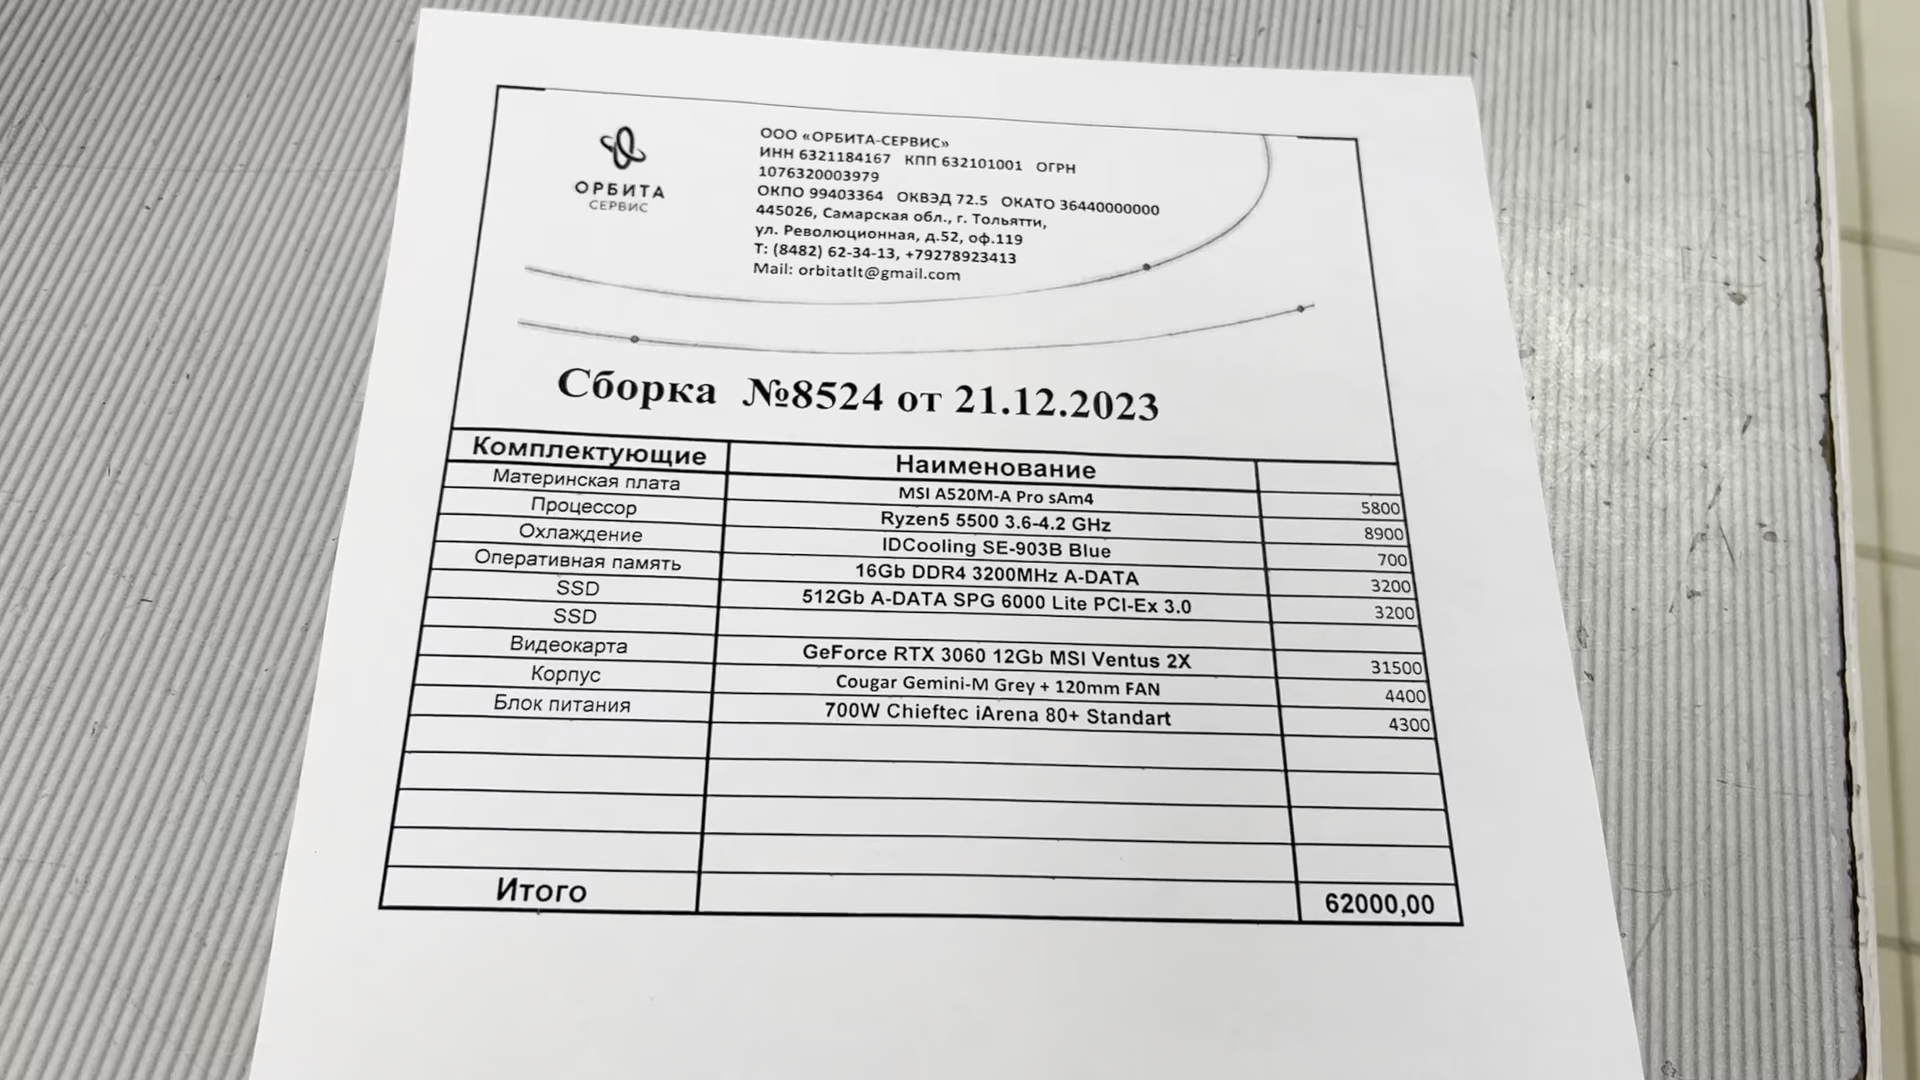 ОРБИТА
СЕРВИС
ООО «ОРБИТА-СЕРВИС»
ИНН 6321184167 КПП 632101001 ОГРН
1076320003979
ОКПО 99403364 ОКВЭД 72.5 ОКАТО 36440000000
445026, Самарская обл., г. Тольятти,
ул. Революционная, д.52, оф.119
Т: (8482) 62-34-13, +79278923413
Mail: orbitatlt@gmail.com
Сборка №8524 от 21.12.2023
Комплектующие Наименование
Материнская плата MSI A520M-A Pro sAm4 5800
Процессор Ryzen5 5500 3.6-4.2 GHz 8900
Охлаждение IDCooling SE-903B Blue 700
Оперативная память 16Gb DDR4 3200MHz A-DATA 3200
SSD 512Gb A-DATA SPG 6000 Lite PCI-Ex 3.0 3200
SSD
Видеокарта GeForce RTX 3060 12Gb MSI Ventus 2X 31500
Корпус Cougar Gemini-M Grey + 120mm FAN 4400
Блок питания 700W Chieftec iArena 80+ Standart 4300
Итого 62000,00